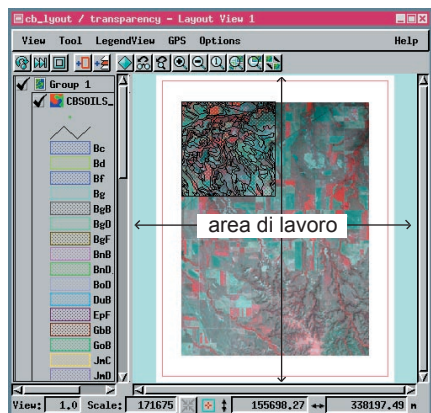 cb_lyout / transparency - Layout View 1
View Tool LegendView GPS Options Help
Group 1
CBSOILS_
Bc
Bd
Bf
Bg
BgB
BgD
BgF
BnB
BnD
BoD
DuB
EpF
GbB
GoB
JmC
JmD
area di lavoro
View: 1.0 Scale: 171675 155698.27 338197.49 m